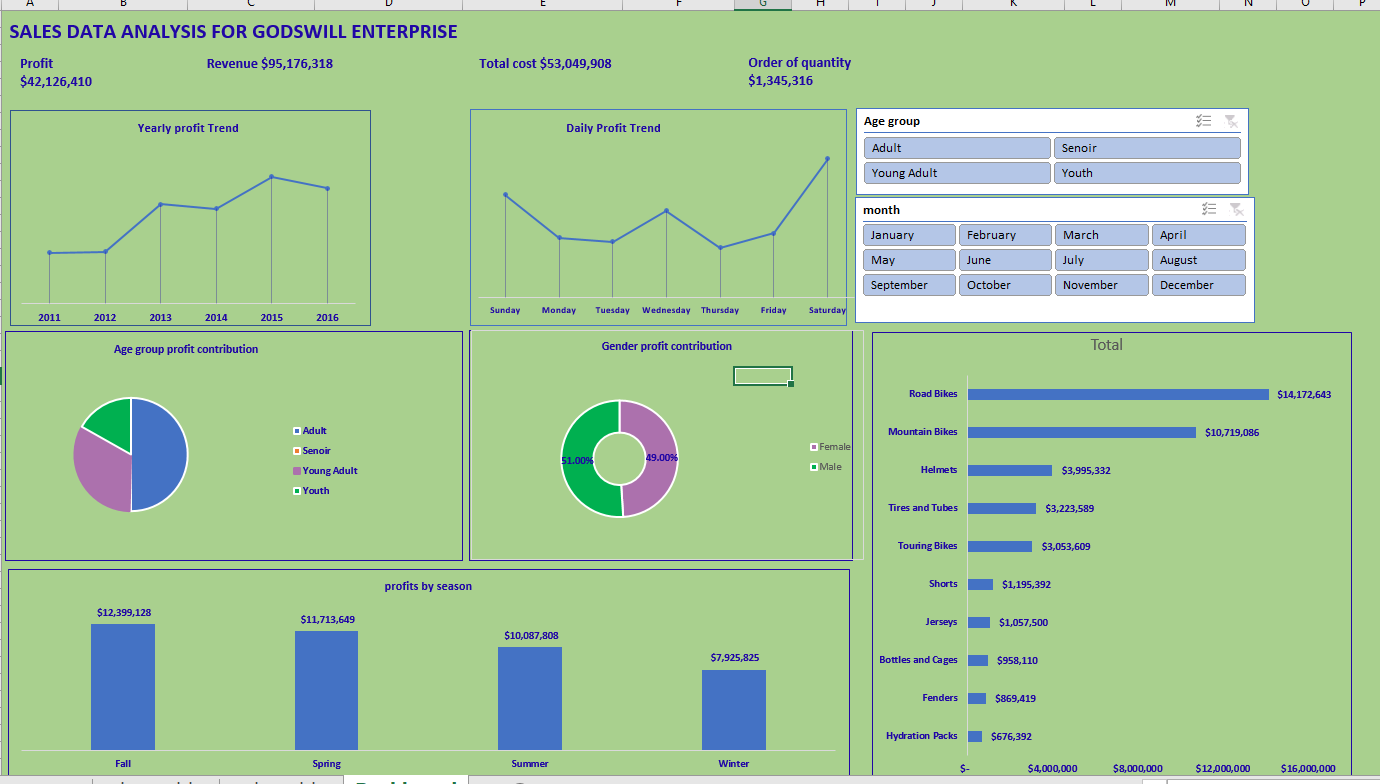 A B C D E F G H I J K L M N O P
SALES DATA ANALYSIS FOR GODSWILL ENTERPRISE
Profit
$42,126,410
Revenue $95,176,318
Total cost $53,049,908
Order of quantity
$1,345,316
Yearly profit Trend
2011 2012 2013 2014 2015 2016
Daily Profit Trend
Sunday Monday Tuesday Wednesday Thursday Friday Saturday
Age group
Adult Senoir
Young Adult Youth
month
January February March April
May June July August
September October November December
Age group profit contribution
Adult
Senoir
Young Adult
Youth
Gender profit contribution
51.00% 49.00%
Female
Male
Total
Road Bikes $14,172,643
Mountain Bikes $10,719,086
Helmets $3,995,332
Tires and Tubes $3,223,589
Touring Bikes $3,053,609
Shorts $1,195,392
Jerseys $1,057,500
Bottles and Cages $958,110
Fenders $869,419
Hydration Packs $676,392
$- $4,000,000 $8,000,000 $12,000,000 $16,000,000
profits by season
$12,399,128 $11,713,649 $10,087,808 $7,925,825
Fall Spring Summer Winter